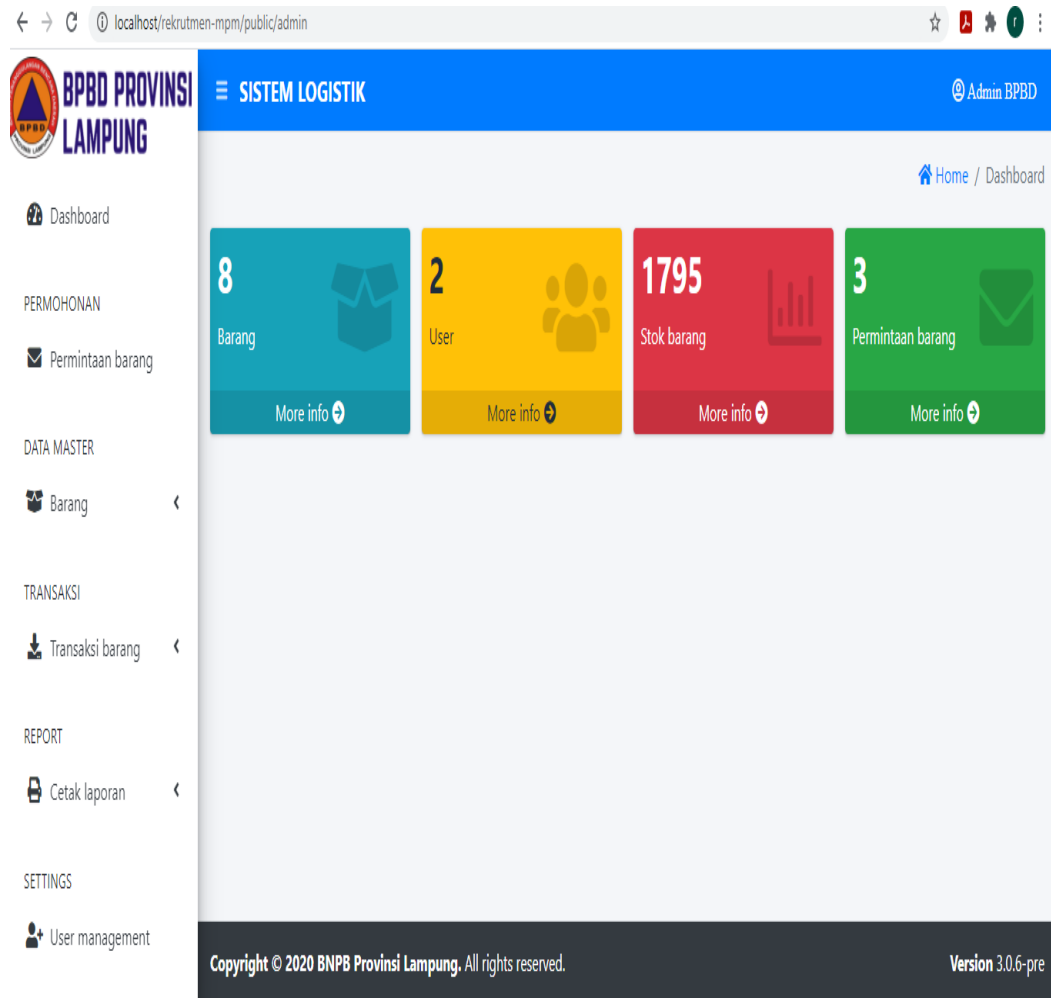 localhost/rekrutmen-mpm/public/admin
r
BPBD PROVINSI
LAMPUNG
BPBD
SISTEM LOGISTIK
Admin BPBD
Home / Dashboard
Dashboard
PERMOHONAN
Permintaan barang
DATA MASTER
Barang
TRANSAKSI
Transaksi barang
REPORT
Cetak laporan
SETTINGS
User management
8
Barang
More info
2
User
More info
1795
Stok barang
More info
3
Permintaan barang
More info
Copyright © 2020 BNPB Provinsi Lampung. All rights reserved.
Version 3.0.6-pre